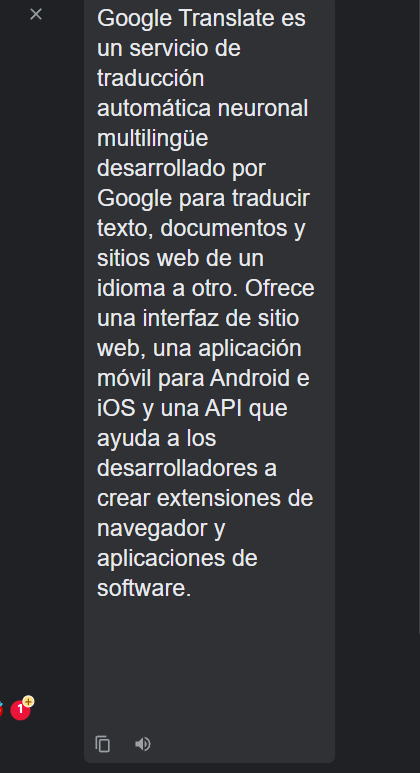 Google Translate es
un servicio de
traducción
automática neuronal
multilingüe
desarrollado por
Google para traducir
texto, documentos y
sitios web de un
idioma a otro. Ofrece
una interfaz de sitio
web, una aplicación
móvil para Android e
iOS y una API que
ayuda a los
desarrolladores a
crear extensiones de
navegador y
aplicaciones de
software.
1